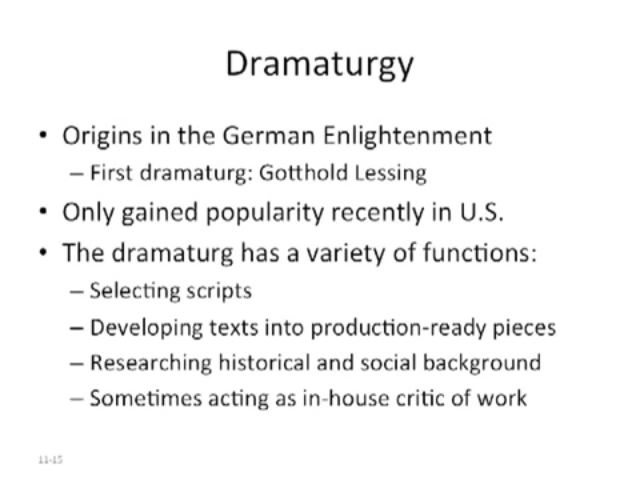 Dramaturgy
• Origins in the German Enlightenment
– First dramaturg: Gotthold Lessing
• Only gained popularity recently in U.S.
• The dramaturg has a variety of functions:
– Selecting scripts
– Developing texts into production-ready pieces
– Researching historical and social background
– Sometimes acting as in-house critic of work
11-15